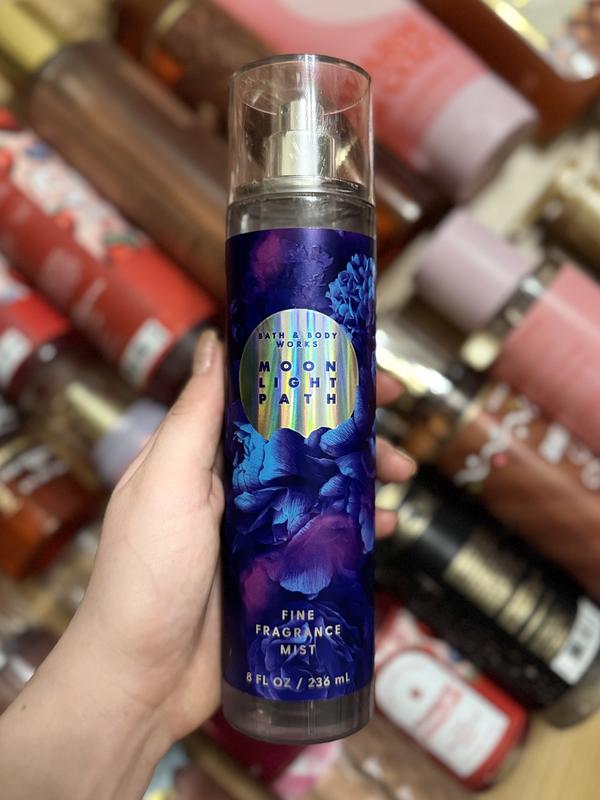 BATH & BODY
WORKS
MOON
LIGHT
PATH
FINE
FRAGRANCE
MIST
8 FL OZ / 236 mL